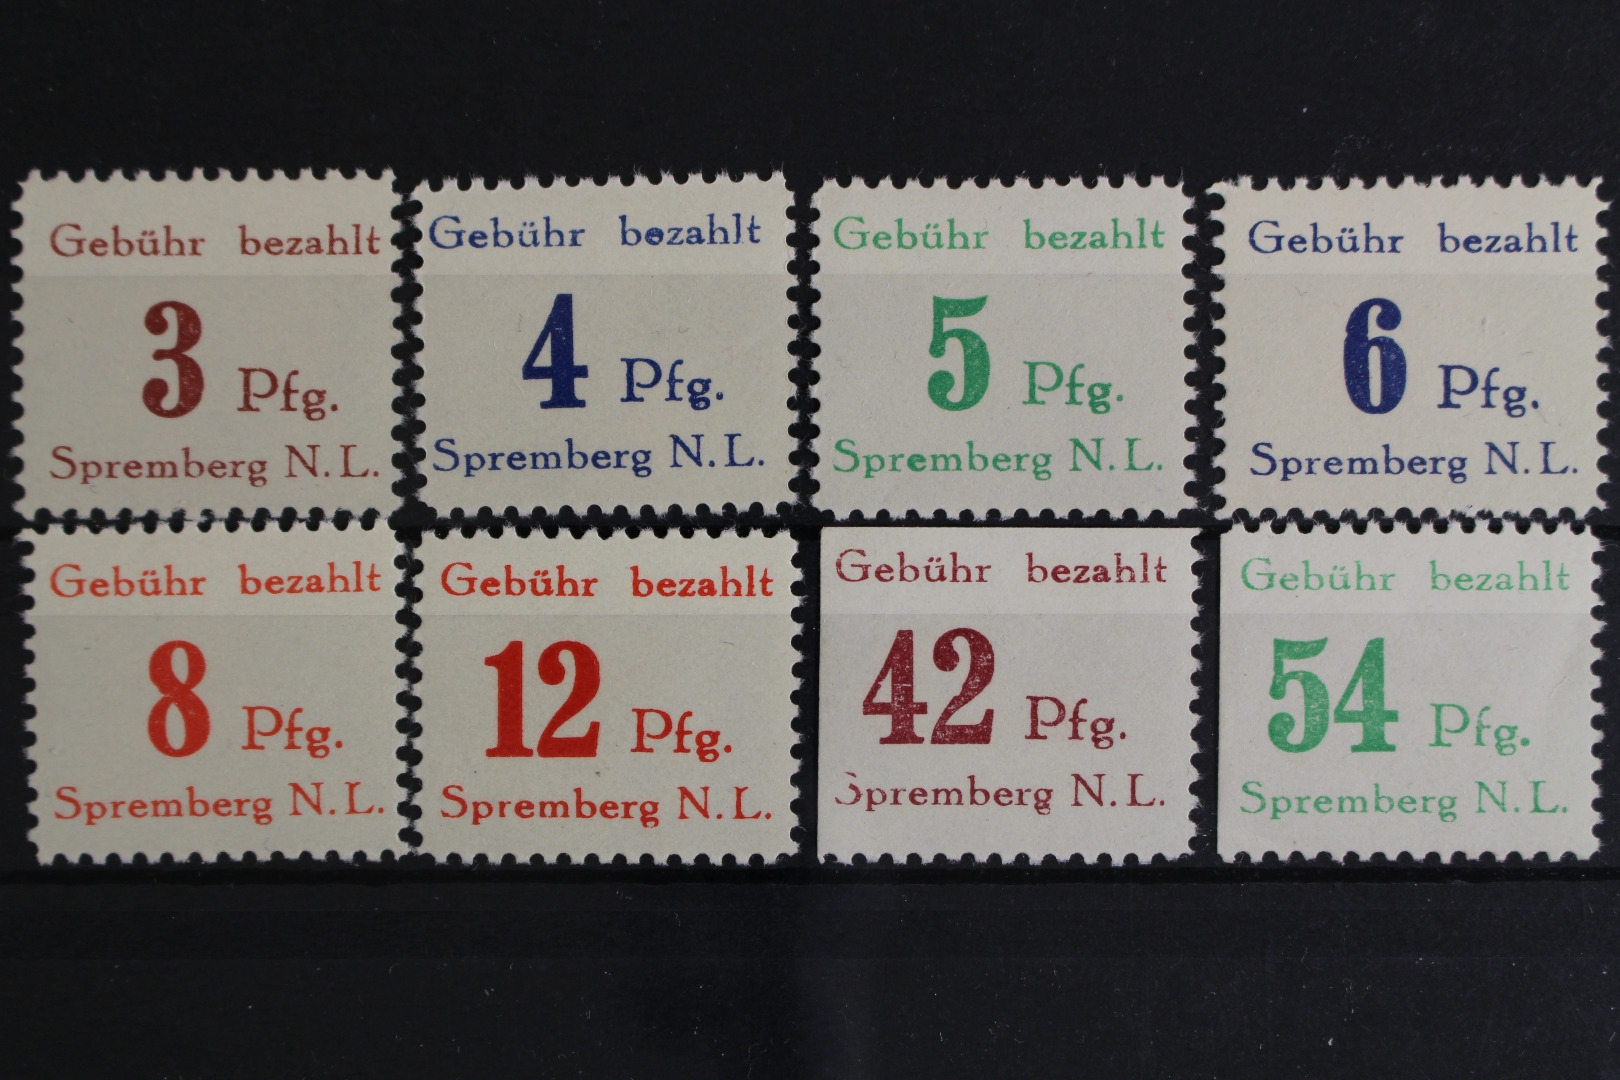 Gebühr bezahlt
3 Pfg.
Spremberg N.L.
Gebühr bezahlt
4 Pfg.
Spremberg N.L.
Gebühr bezahlt
5 Pfg.
Spremberg N.L.
Gebühr bezahlt
6 Pfg.
Spremberg N.L.
Gebühr bezahlt
8 Pfg.
Spremberg N.L.
Gebühr bezahlt
12 Pfg.
Spremberg N.L.
Gebühr bezahlt
42 Pfg.
Spremberg N.L.
Gebühr bezahlt
54 Pfg.
Spremberg N.L.